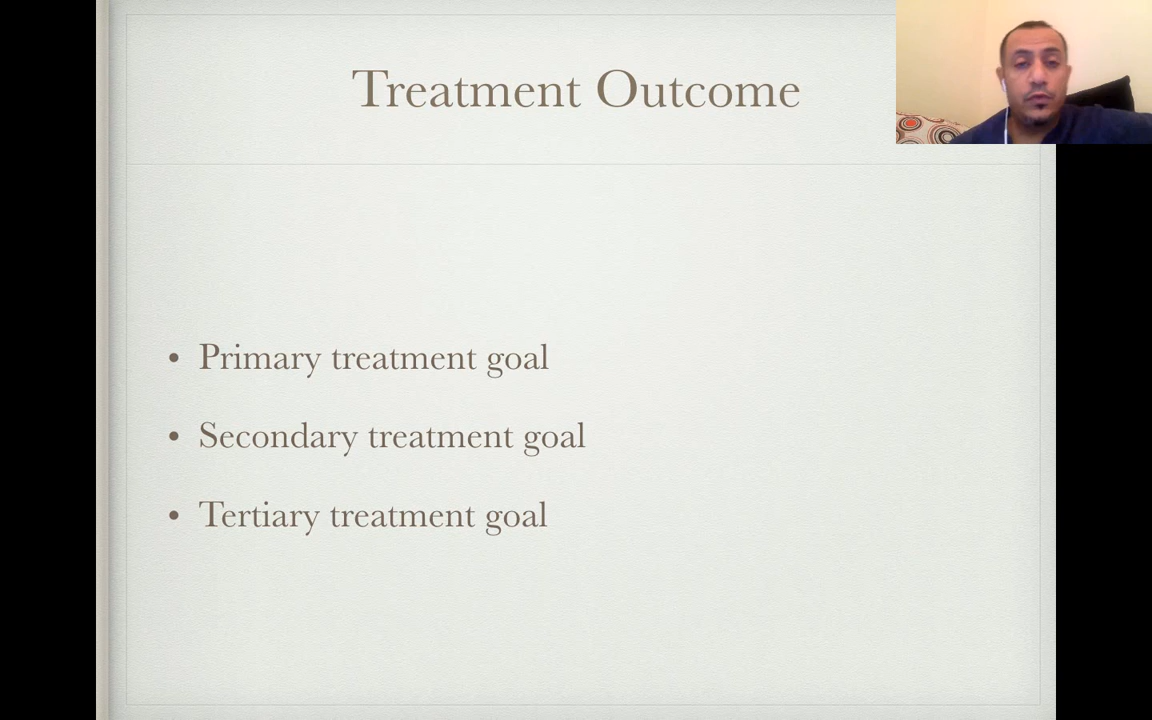 Treatment Outcome
• Primary treatment goal
• Secondary treatment goal
• Tertiary treatment goal